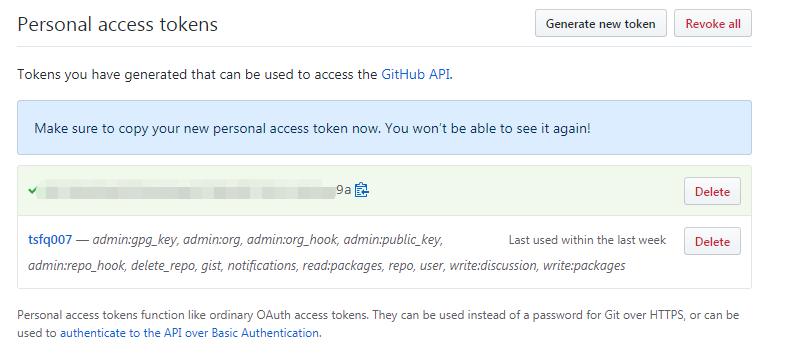 Personal access tokens
Generate new token
Revoke all
Tokens you have generated that can be used to access the GitHub API.
Make sure to copy your new personal access token now. You won't be able to see it again!
9a
Delete
tsfq007 — admin:gpg_key, admin:org, admin:org_hook, admin:public_key,
Last used within the last week
Delete
admin:repo_hook, delete_repo, gist, notifications, read:packages, repo, user, write:discussion, write:packages
Personal access tokens function like ordinary OAuth access tokens. They can be used instead of a password for Git over HTTPS, or can be
used to authenticate to the API over Basic Authentication.